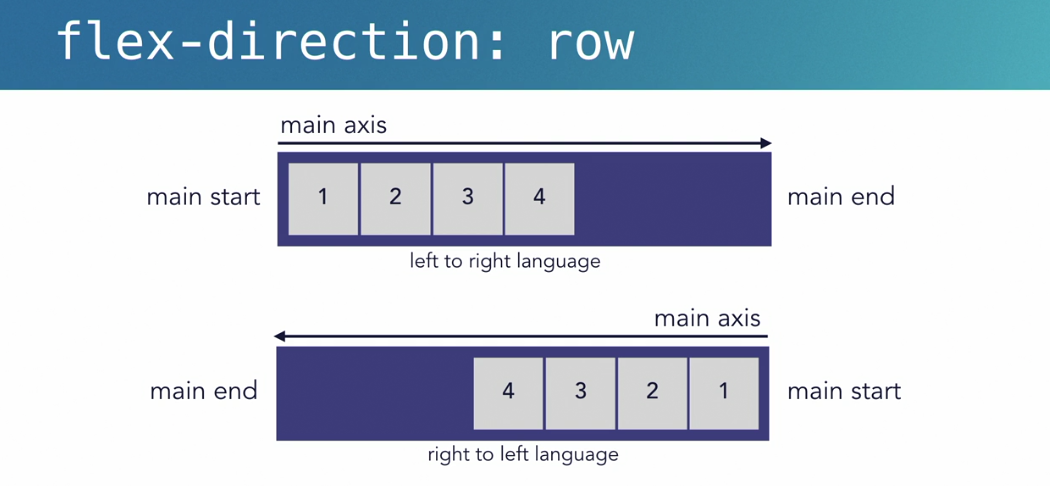 flex-direction: row
main axis
main start
1 2 3 4
main end
left to right language
main axis
main end
4 3 2 1
main start
right to left language